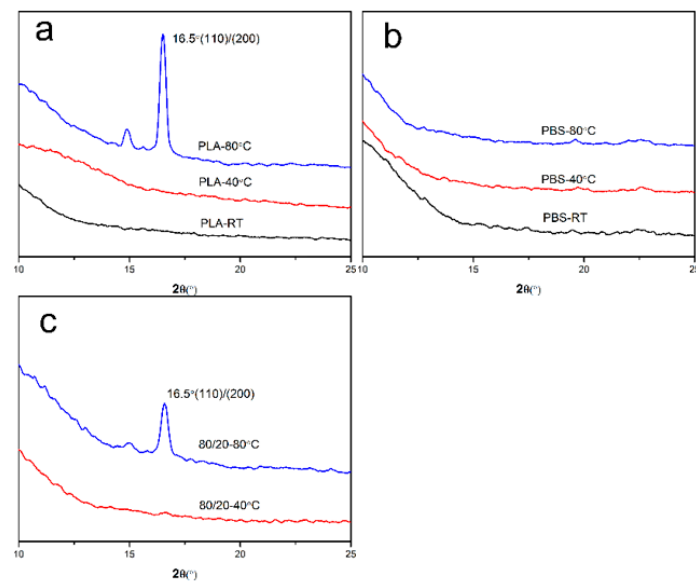 a
16.5°(110)/(200)
PLA-80°C
PLA-40°C
PLA-RT
10 15 20 25
2θ(°)
b
PBS-80°C
PBS-40°C
PBS-RT
10 15 20 25
2θ(°)
c
16.5°(110)/(200)
80/20-80°C
80/20-40°C
10 15 20 25
2θ(°)